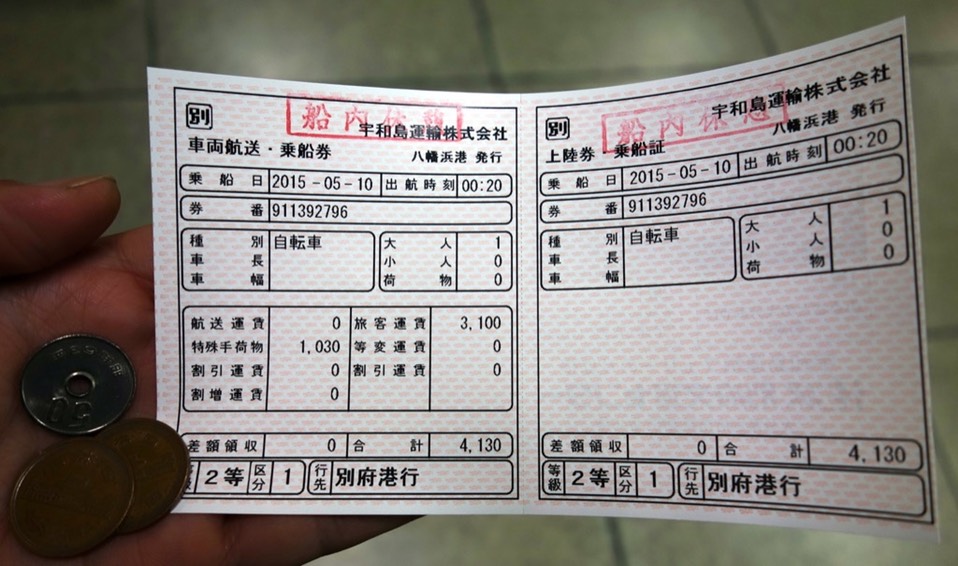 別
船内休憩
宇和島運輸株式会社
車両航送・乗船券
八幡浜港 発行
乗船日 2015-05-10 出航時刻 00:20
券番 911392796
種別 自転車 大人 1
車長 小人 0
車幅 荷物 0
航送運賃 0 旅客運賃 3,100
特殊手荷物 1,030 等変運賃 0
割引運賃 0 割引運賃 0
割増運賃 0
差額領収 0 合計 4,130
等級 2等 区分 1 行先 別府港行
別
船内休憩
宇和島運輸株式会社
上陸券・乗船証
八幡浜港 発行
乗船日 2015-05-10 出航時刻 00:20
券番 911392796
種別 自転車 大人 1
車長 小人 0
車幅 荷物 0
差額領収 0 合計 4,130
等級 2等 区分 1 行先 別府港行
50